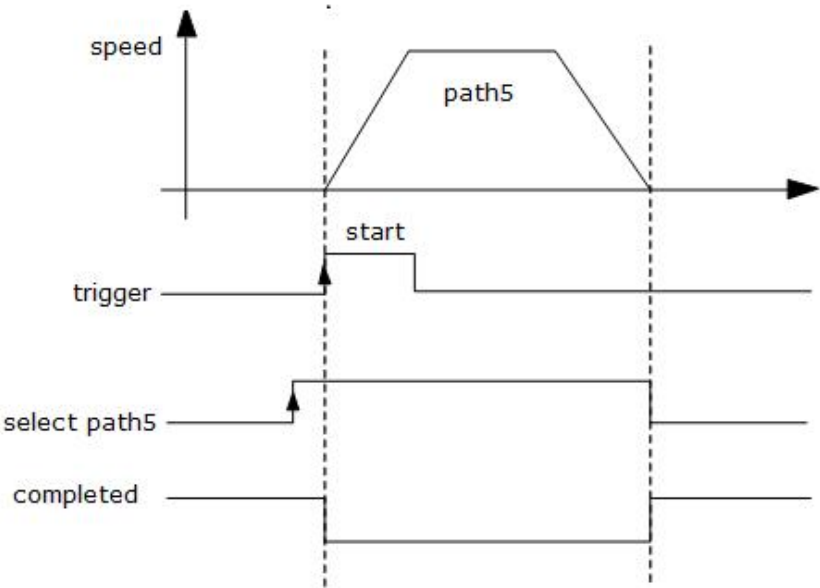 speed
path5
start
trigger
select path5
completed